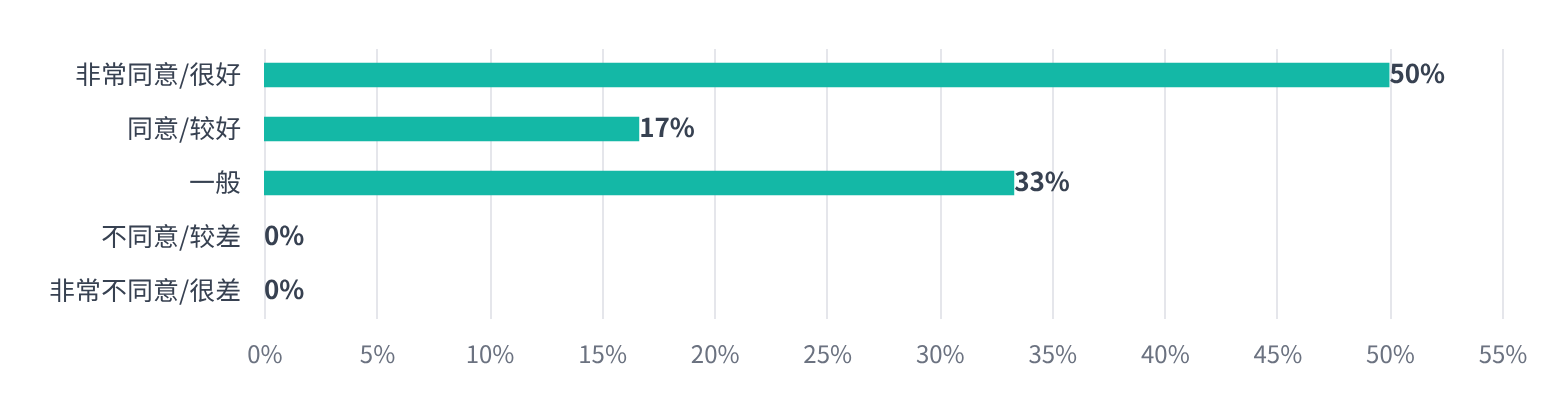 非常同意/很好 50%
同意/较好 17%
一般 33%
不同意/较差 0%
非常不同意/很差 0%
0% 5% 10% 15% 20% 25% 30% 35% 40% 45% 50% 55%